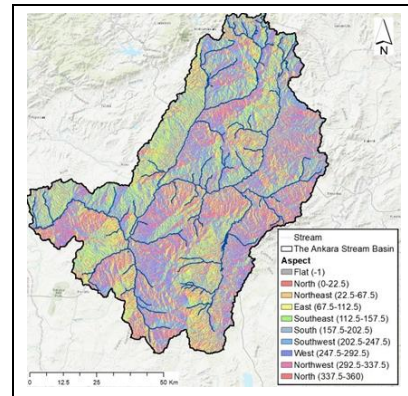 N
Stream
The Ankara Stream Basin
Aspect
Flat (-1)
North (0-22.5)
Northeast (22.5-67.5)
East (67.5-112.5)
Southeast (112.5-157.5)
South (157.5-202.5)
Southwest (202.5-247.5)
West (247.5-292.5)
Northwest (292.5-337.5)
North (337.5-360)
0 12.5 25 50 Km